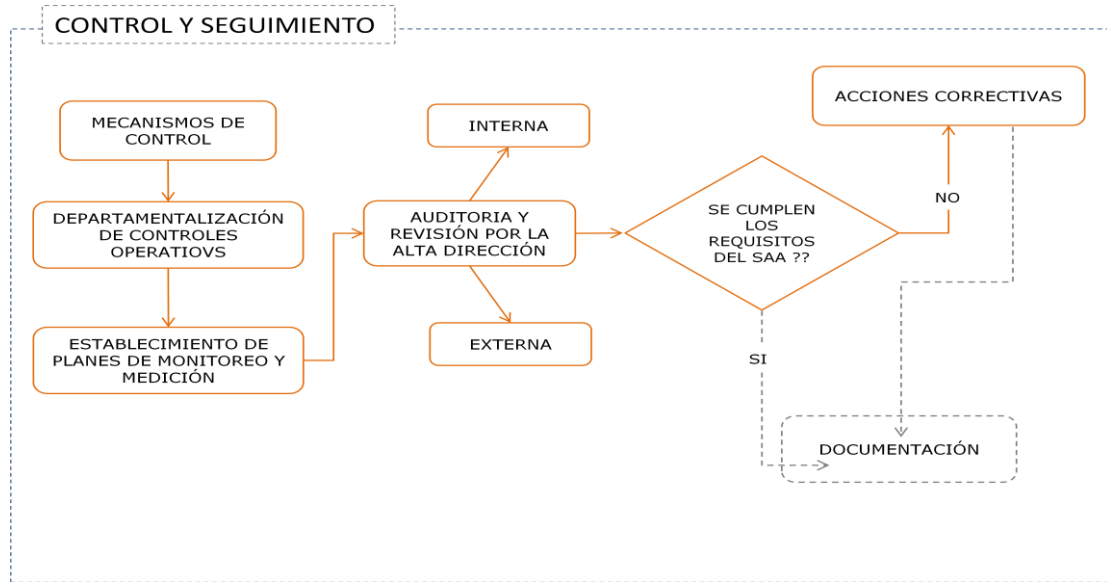 CONTROL Y SEGUIMIENTO
MECANISMOS DE
CONTROL
DEPARTAMENTALIZACIÓN
DE CONTROLES
OPERATIOVS
ESTABLECIMIENTO DE
PLANES DE MONITOREO Y
MEDICIÓN
INTERNA
AUDITORIA Y
REVISIÓN POR LA
ALTA DIRECCIÓN
EXTERNA
SE CUMPLEN
LOS
REQUISITOS
DEL SAA ??
NO
ACCIONES CORRECTIVAS
SI
DOCUMENTACIÓN